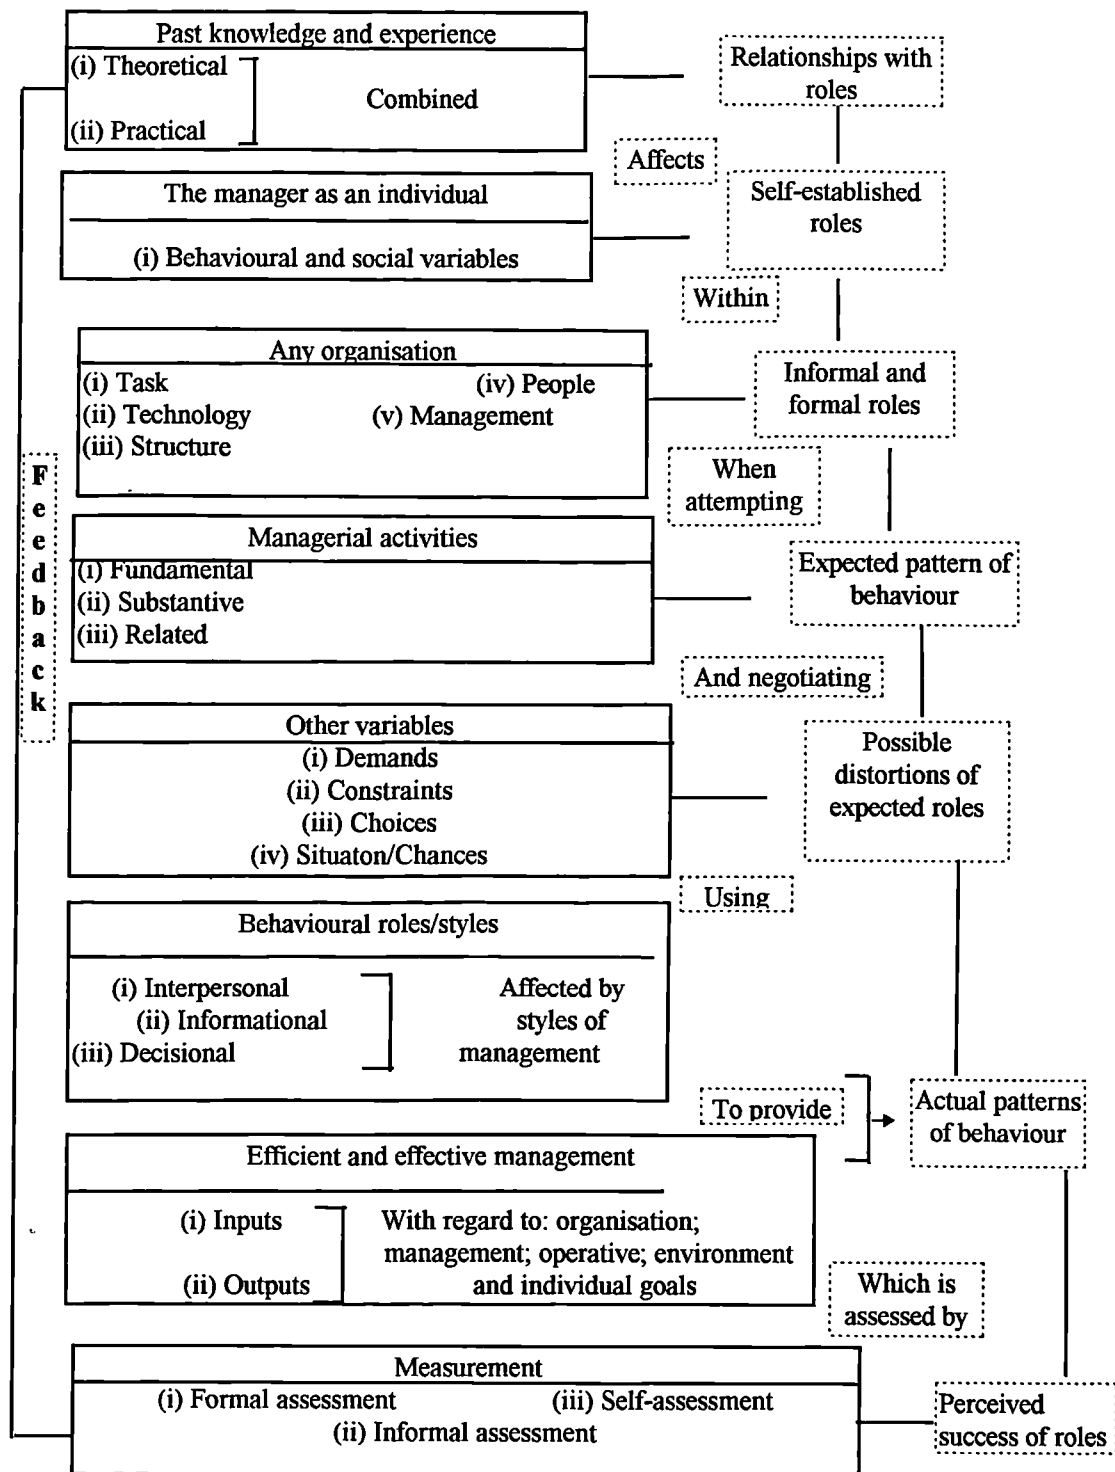 Past knowledge and experience
(i) Theoretical
Combined
(ii) Practical
Relationships with
roles
Affects
The manager as an individual
(i) Behavioural and social variables
Self-established
roles
Within
Any organisation
(i) Task (iv) People
(ii) Technology (v) Management
(iii) Structure
Informal and
formal roles
When
attempting
Feedback
Managerial activities
(i) Fundamental
(ii) Substantive
(iii) Related
Expected pattern of
behaviour
And negotiating
Other variables
(i) Demands
(ii) Constraints
(iii) Choices
(iv) Situaton/Chances
Possible
distortions of
expected roles
Using
Behavioural roles/styles
(i) Interpersonal
(ii) Informational
(iii) Decisional
Affected by
styles of
management
To provide
Actual patterns
of behaviour
Efficient and effective management
(i) Inputs
(ii) Outputs
With regard to: organisation;
management; operative; environment
and individual goals
Which is
assessed by
Measurement
(i) Formal assessment (iii) Self-assessment
(ii) Informal assessment
Perceived
success of roles